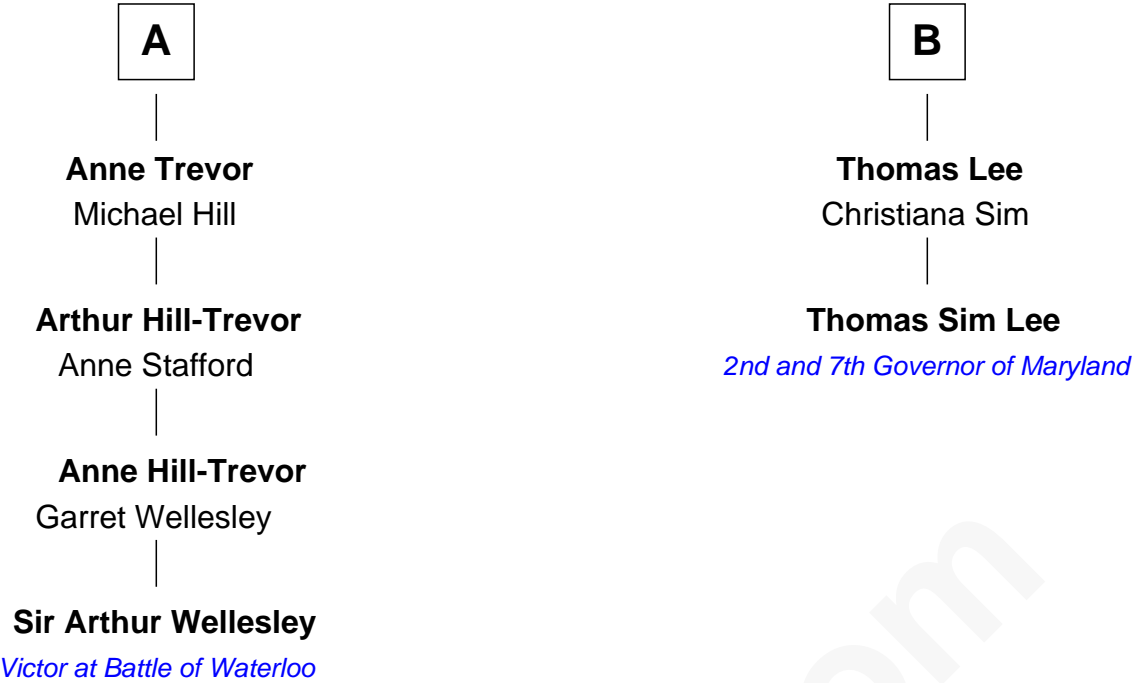 A
Anne Trevor
Michael Hill
Arthur Hill-Trevor
Anne Stafford
Anne Hill-Trevor
Garret Wellesley
Sir Arthur Wellesley
Victor at Battle of Waterloo
B
Thomas Lee
Christiana Sim
Thomas Sim Lee
2nd and 7th Governor of Maryland
om